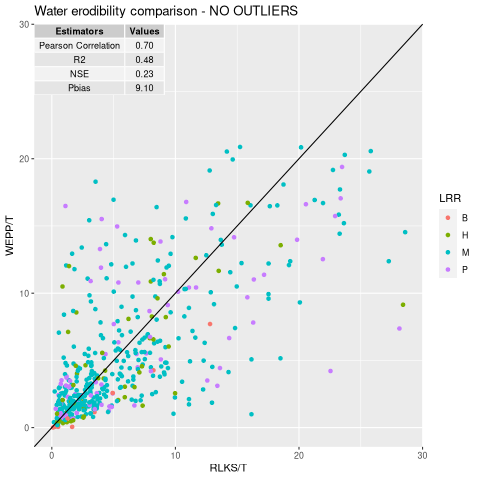 Water erodibility comparison - NO OUTLIERS
Estimators Values
Pearson Correlation 0.70
R2 0.48
NSE 0.23
Pbias 9.10
30
20
10
0
WEPP/T
0 10 20 30
RLKS/T
LRR
B
H
M
P